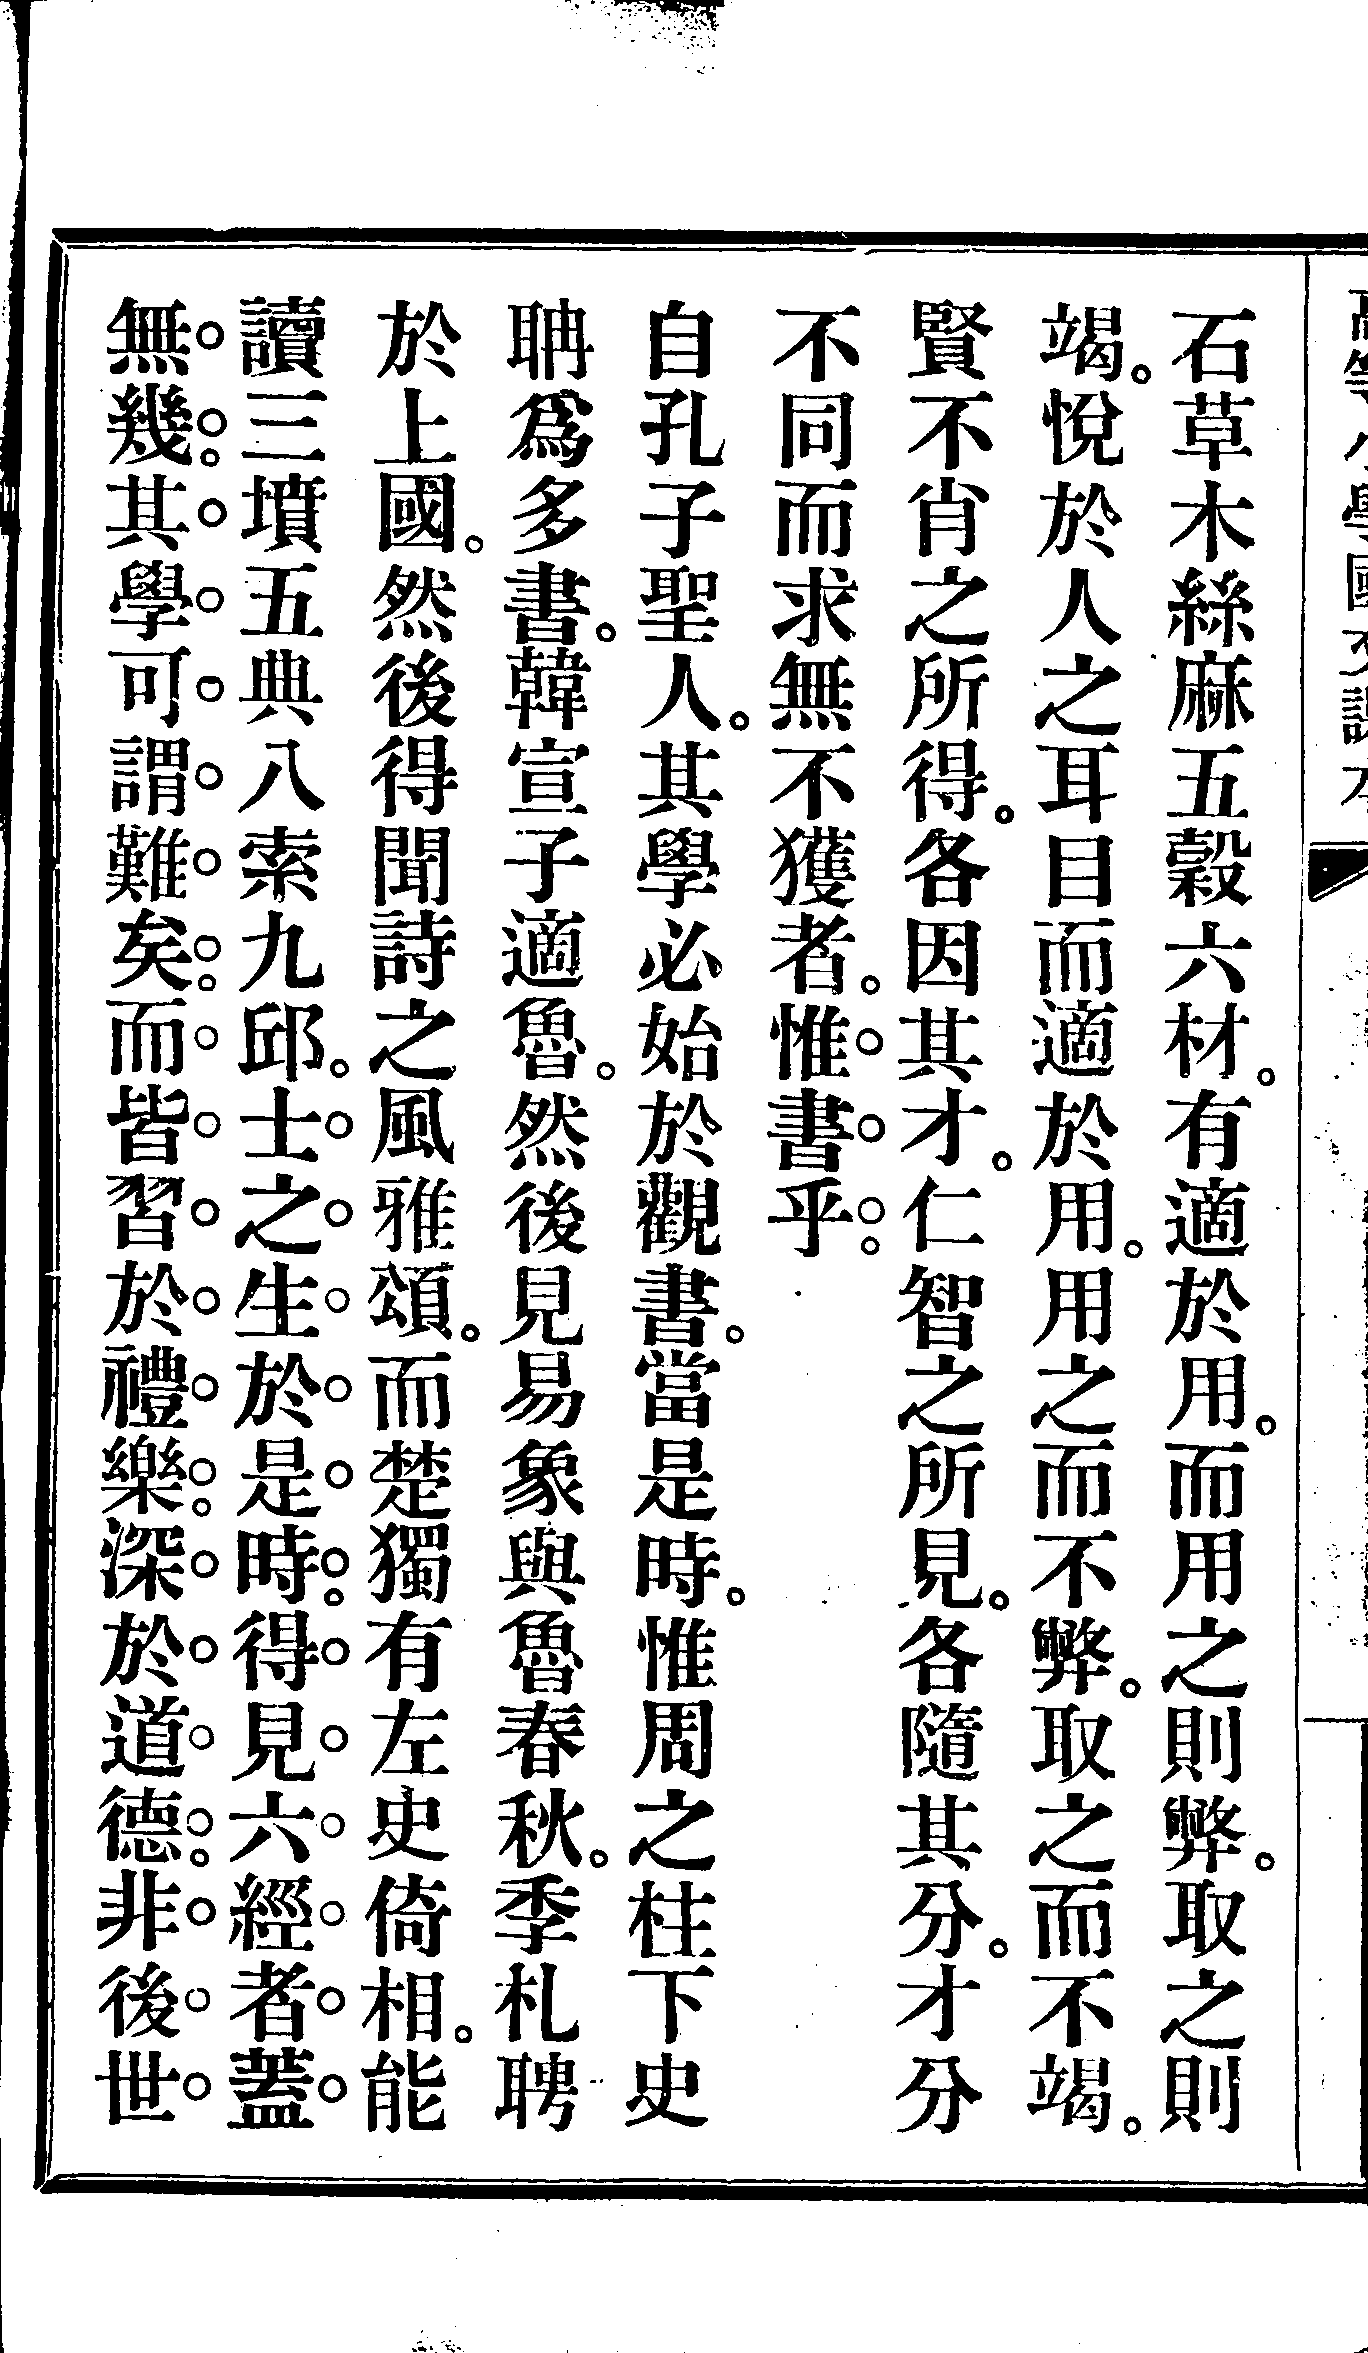 高等小學國文讀本
石草木絲麻五穀六材。有適於用。而用之則弊。取之則
竭。悅於人之耳目而適於用。用之而不弊。取之而不竭。
賢不肖之所得。各因其才。仁智之所見。各隨其分。才分
不同而求無不獲者。惟書乎。
自孔子聖人。其學必始於觀書。當是時。惟周之柱下史
聃爲多書。韓宣子適魯。然後見易象與魯春秋。季札聘
於上國。然後得聞詩之風雅頌。而楚獨有左史倚相。能
讀三墳五典八索九邱。士之生於是時。得見六經者蓋
無幾。其學可謂難矣。而皆習於禮樂。深於道德。非後世